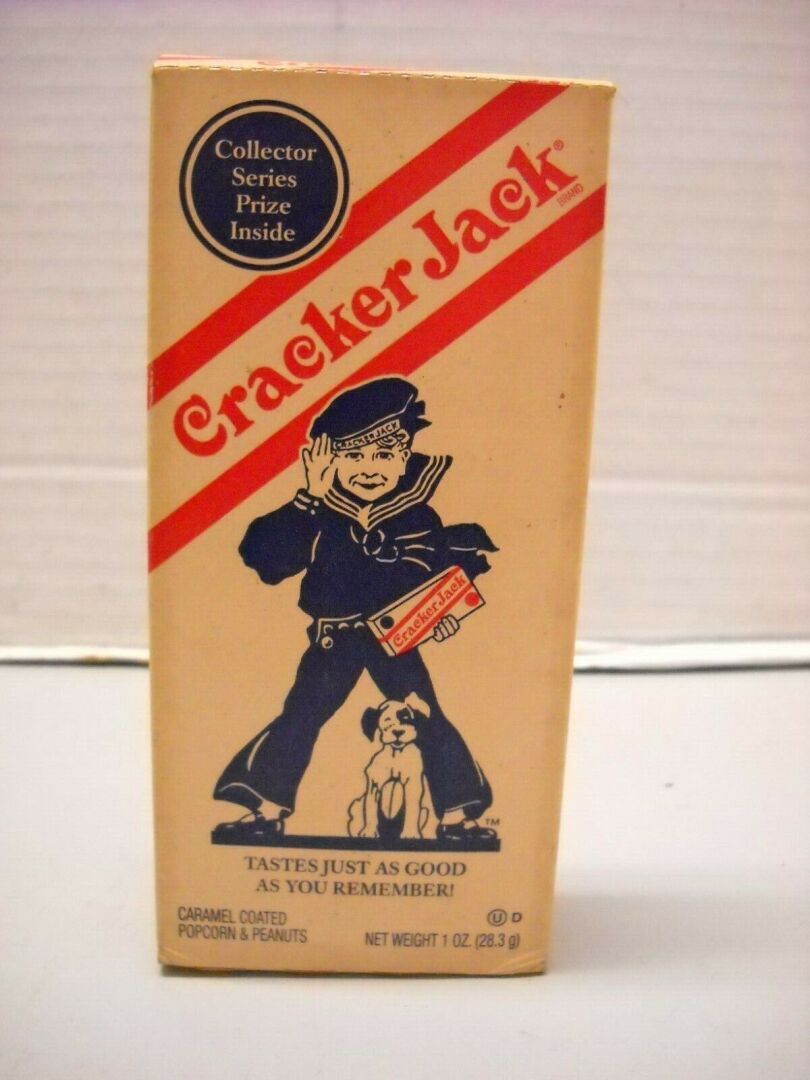 Collector
Series
Prize
Inside
Cracker Jack®
BRAND
CRACKER JACK
Cracker Jack
TM
TASTES JUST AS GOOD
AS YOU REMEMBER!
CARAMEL COATED
POPCORN & PEANUTS
Ⓤ D
NET WEIGHT 1 OZ. (28.3 g)